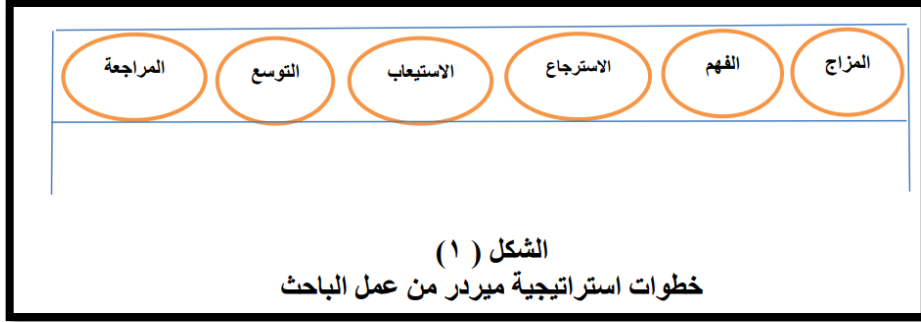 المزاج الفهم الاسترجاع الاستيعاب التوسع المراجعة
الشكل ( ١ )
خطوات استراتيجية ميردر من عمل الباحث